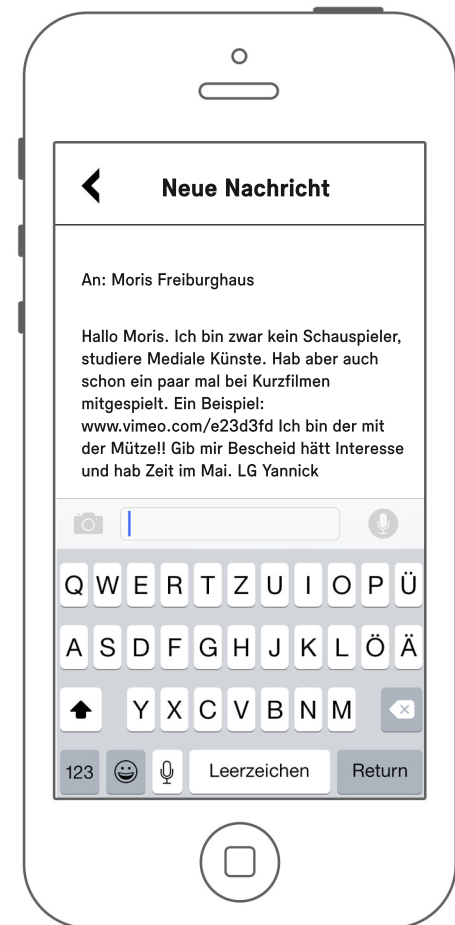 Neue Nachricht
An: Moris Freiburghaus
Hallo Moris. Ich bin zwar kein Schauspieler,
studiere Mediale Künste. Hab aber auch
schon ein paar mal bei Kurzfilmen
mitgespielt. Ein Beispiel:
www.vimeo.com/e23d3fd Ich bin der mit
der Mütze!! Gib mir Bescheid hätt Interesse
und hab Zeit im Mai. LG Yannick
Q W E R T Z U I O P Ü
A S D F G H J K L Ö Ä
Y X C V B N M
123 Leerzeichen Return